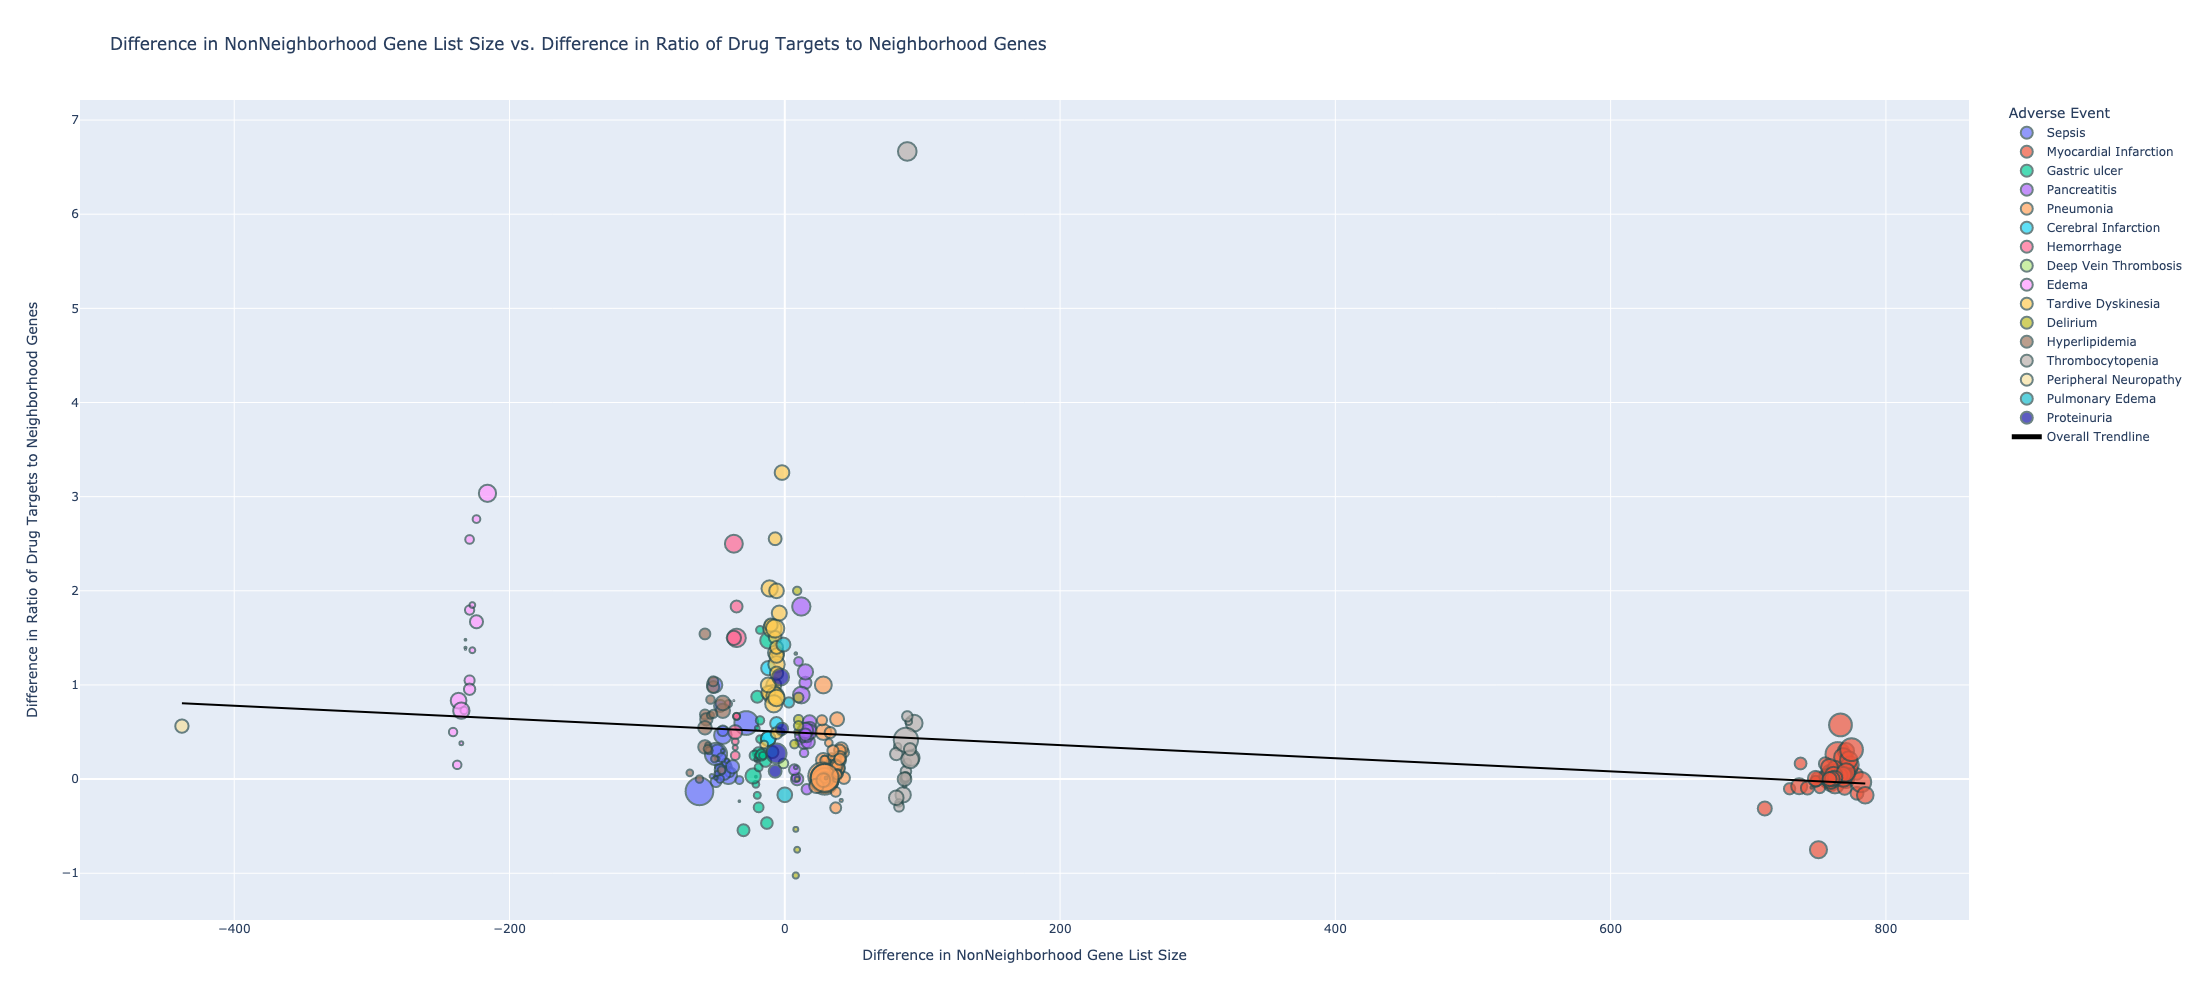 Difference in NonNeighborhood Gene List Size vs. Difference in Ratio of Drug Targets to Neighborhood Genes
Difference in Ratio of Drug Targets to Neighborhood Genes
7
6
5
4
3
2
1
0
−1
−400
−200
0
200
400
600
800
Difference in NonNeighborhood Gene List Size
Adverse Event
Sepsis
Myocardial Infarction
Gastric ulcer
Pancreatitis
Pneumonia
Cerebral Infarction
Hemorrhage
Deep Vein Thrombosis
Edema
Tardive Dyskinesia
Delirium
Hyperlipidemia
Thrombocytopenia
Peripheral Neuropathy
Pulmonary Edema
Proteinuria
Overall Trendline